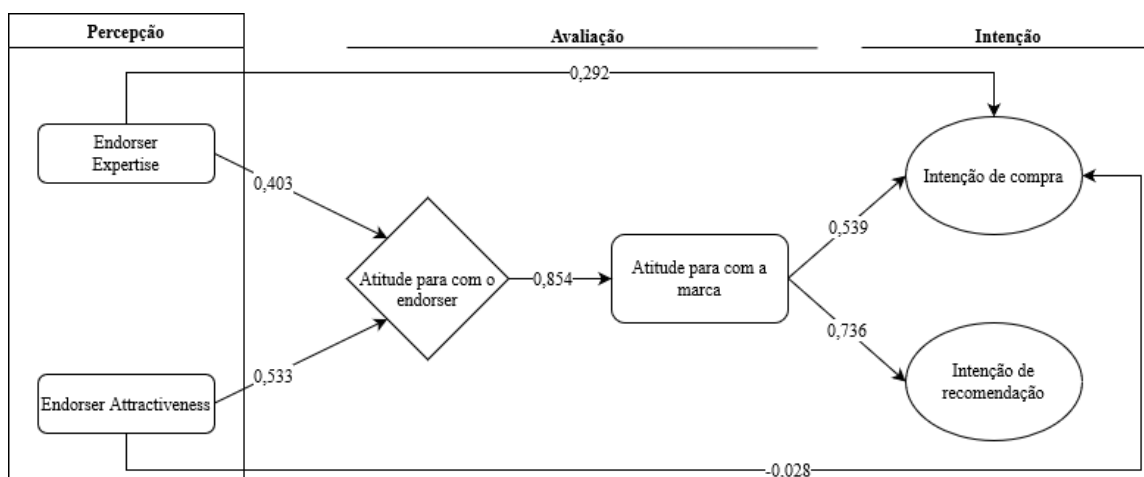 Percepção
Avaliação
Intenção
0,292
Endorser
Expertise
0,403
Intenção de compra
0,539
Atitude para com o
endorser
0,854
Atitude para com a
marca
0,736
0,533
Endorser Attractiveness
Intenção de
recomendação
-0,028